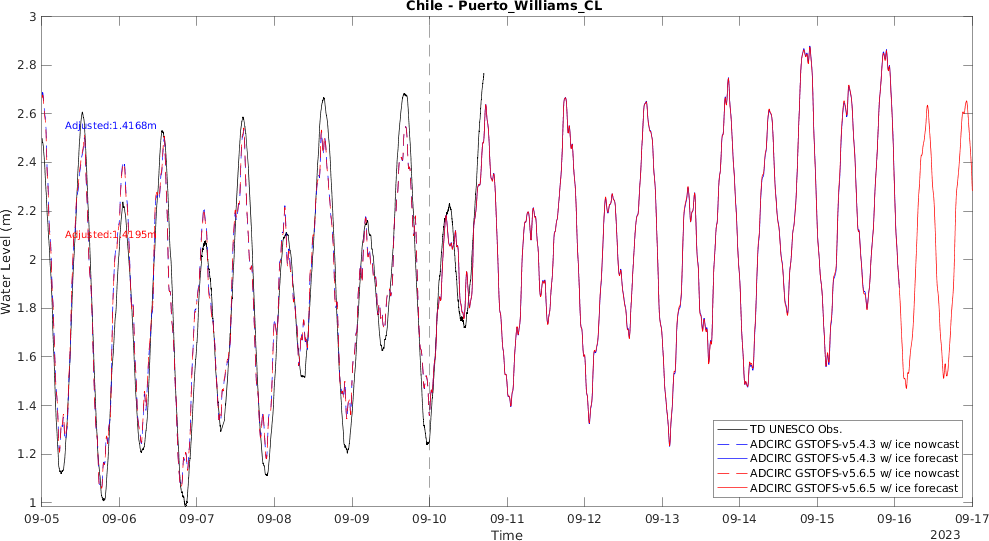 Chile - Puerto_Williams_CL
3
2.8
2.6
2.4
2.2
2
1.8
1.6
1.4
1.2
1
Water Level (m)
Adjusted:1.4168m
Adjusted:1.4195m
TD UNESCO Obs.
ADCIRC GSTOFS-v5.4.3 w/ ice nowcast
ADCIRC GSTOFS-v5.4.3 w/ ice forecast
ADCIRC GSTOFS-v5.6.5 w/ ice nowcast
ADCIRC GSTOFS-v5.6.5 w/ ice forecast
09-05 09-06 09-07 09-08 09-09 09-10 09-11 09-12 09-13 09-14 09-15 09-16 09-17
Time
2023